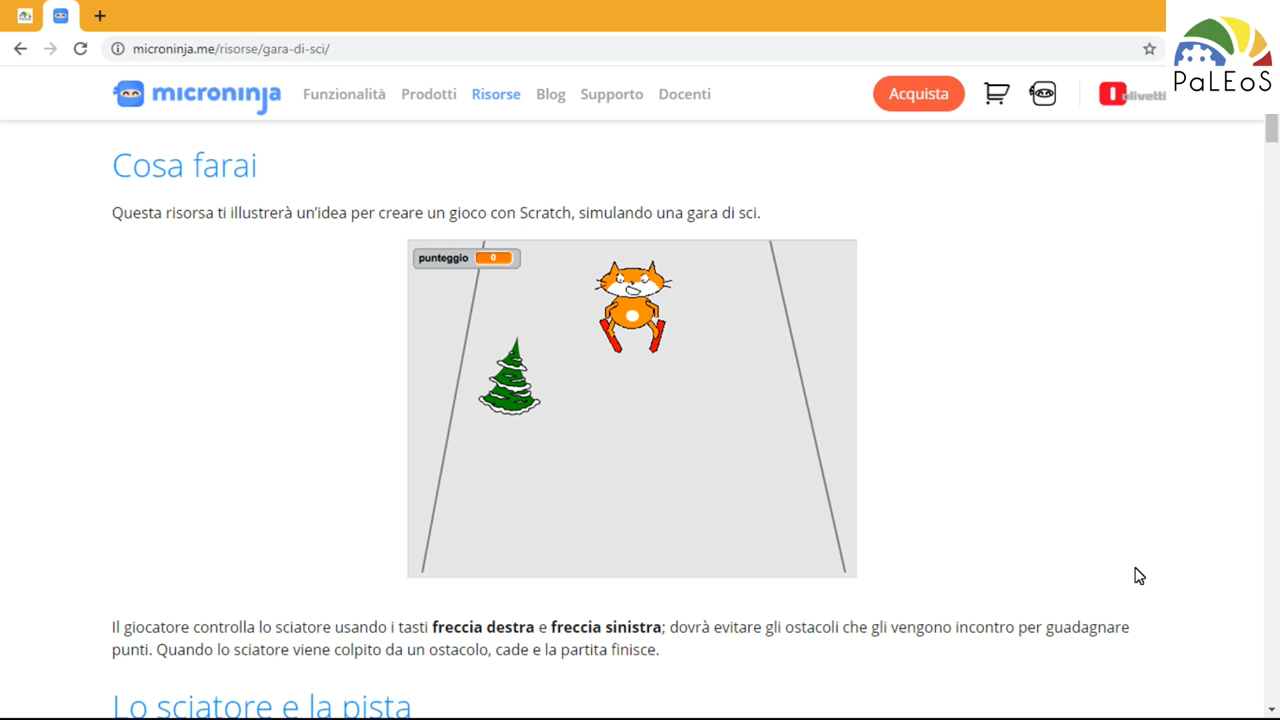 microninja.me/risorse/gara-di-sci/
PaLEoS
microninja Funzionalità Prodotti Risorse Blog Supporto Docenti Acquista olivetti
Cosa farai
Questa risorsa ti illustrerà un'idea per creare un gioco con Scratch, simulando una gara di sci.
punteggio 0
Il giocatore controlla lo sciatore usando i tasti freccia destra e freccia sinistra; dovrà evitare gli ostacoli che gli vengono incontro per guadagnare
punti. Quando lo sciatore viene colpito da un ostacolo, cade e la partita finisce.
Lo sciatore e la pista